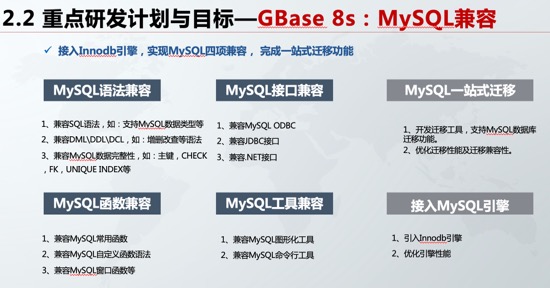 2.2 重点研发计划与目标—GBase 8s：MySQL兼容
✓ 接入Innodb引擎，实现MySQL四项兼容， 完成一站式迁移功能
MySQL语法兼容
1、兼容SQL语法，如：支持MySQL数据类型等
2、兼容DML\DDL\DCL，如：增删改查等语法
3、兼容MySQL数据完整性，如：主键，CHECK
，FK，UNIQUE INDEX等
MySQL接口兼容
1、兼容MySQL ODBC
2、兼容JDBC接口
3、兼容.NET接口
MySQL一站式迁移
1、开发迁移工具，支持MySQL数据库
迁移功能。
2、优化迁移性能及迁移兼容性。
MySQL函数兼容
1、兼容MySQL常用函数
2、兼容MySQL自定义函数语法
3、兼容MySQL窗口函数等
MySQL工具兼容
1、兼容MySQL图形化工具
2、兼容MySQL命令行工具
接入MySQL引擎
1、引入Innodb引擎
2、优化引擎性能